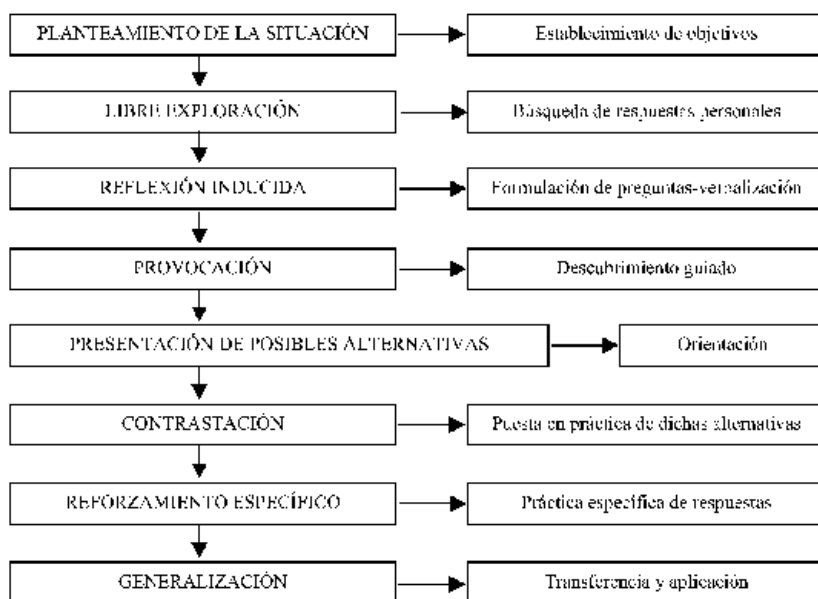 PLANTEAMIENTO DE LA SITUACIÓN
Establecimiento de objetivos
LIBRE EXPLORACIÓN
Búsqueda de respuestas personales
REFLEXIÓN INDUCIDA
Formulación de preguntas-verbalización
PROVOCACIÓN
Descubrimiento guiado
PRESENTACIÓN DE POSIBLES ALTERNATIVAS
Orientación
CONTRASTACIÓN
Puesta en práctica de dichas alternativas
REFORZAMIENTO ESPECÍFICO
Práctica específica de respuestas
GENERALIZACIÓN
Transferencia y aplicación